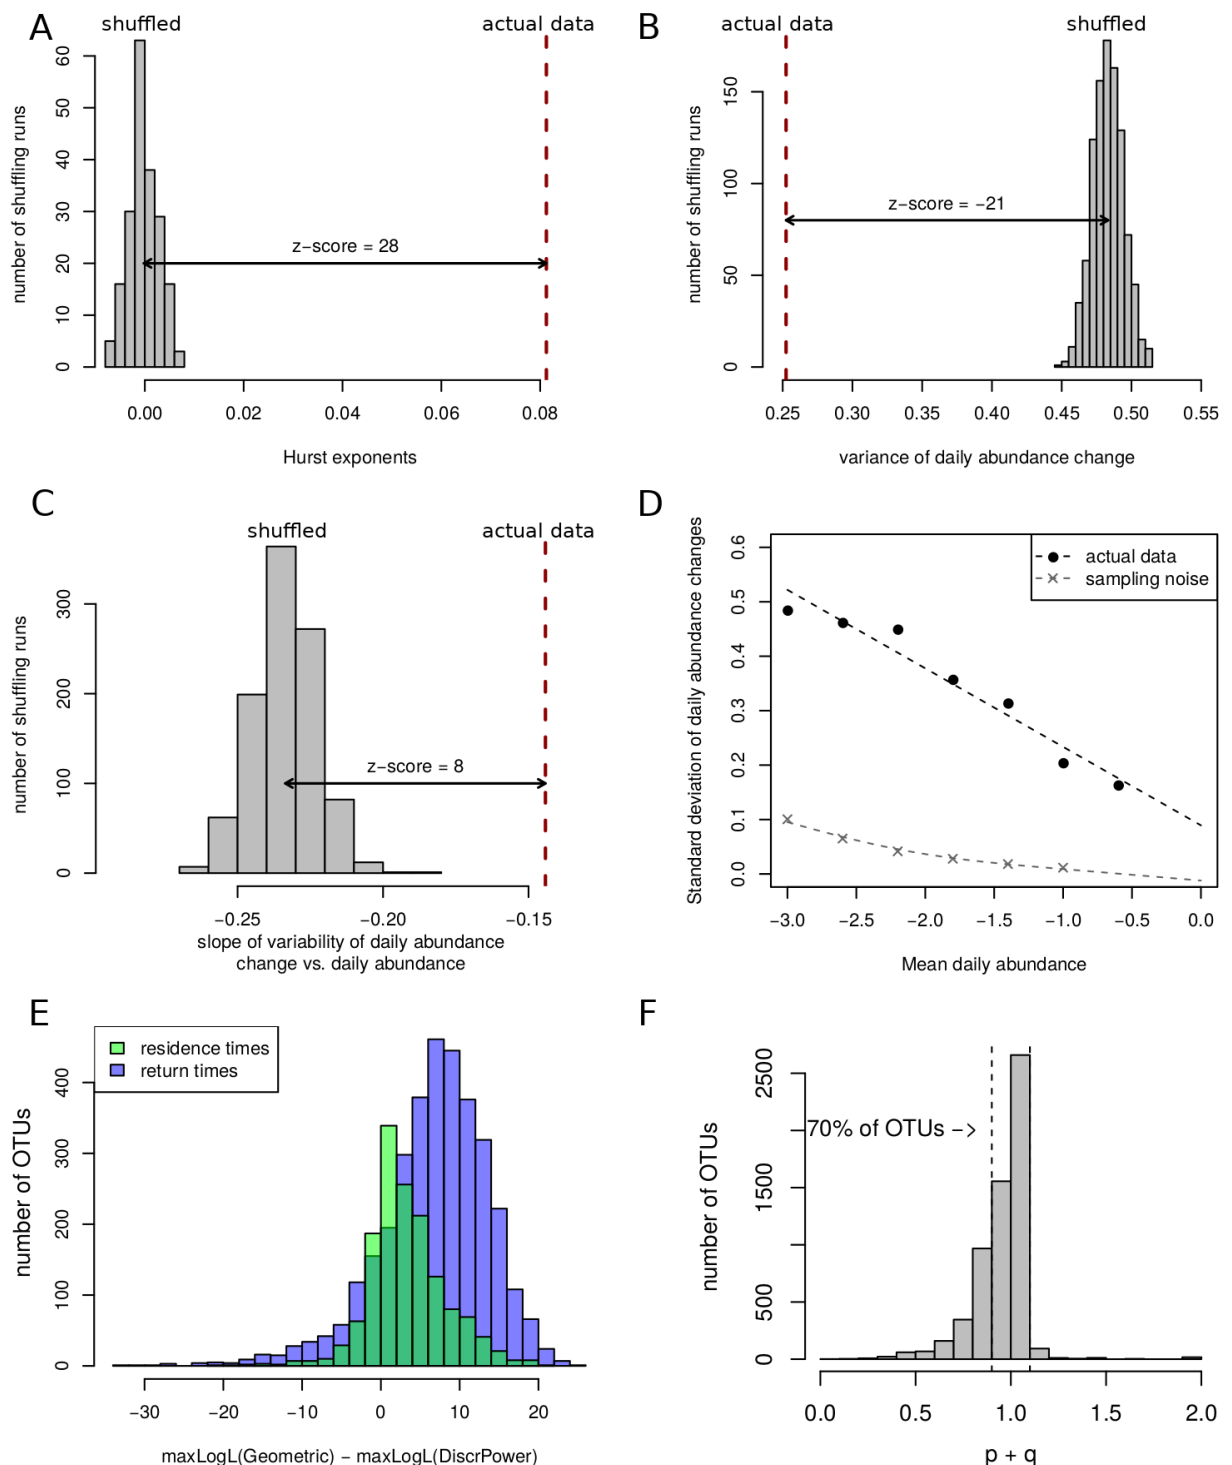 A
shuffled
actual data
number of shuffling runs
0
10
20
30
40
50
60
z−score = 28
0.00
0.02
0.04
0.06
0.08
Hurst exponents
B
actual data
shuffled
number of shuffling runs
0
50
100
150
z−score = −21
0.25
0.30
0.35
0.40
0.45
0.50
0.55
variance of daily abundance change
C
shuffled
actual data
number of shuffling runs
0
100
200
300
z−score = 8
−0.25
−0.20
−0.15
slope of variability of daily abundance
change vs. daily abundance
D
Standard deviation of daily abundance changes
0.0
0.1
0.2
0.3
0.4
0.5
0.6
actual data
sampling noise
−3.0
−2.5
−2.0
−1.5
−1.0
−0.5
0.0
Mean daily abundance
E
residence times
return times
number of OTUs
0
100
200
300
400
−30
−20
−10
0
10
20
maxLogL(Geometric) − maxLogL(DiscrPower)
F
number of OTUs
0
500
1500
2500
70% of OTUs −>
0.0
0.5
1.0
1.5
2.0
p + q